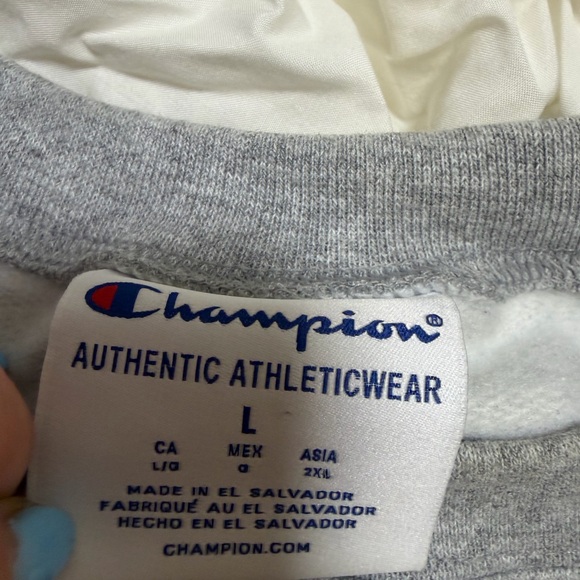 Champion®
AUTHENTIC ATHLETICWEAR
L
CA MEX ASIA
L/G G 2XL
MADE IN EL SALVADOR
FABRIQUÉ AU EL SALVADOR
HECHO EN EL SALVADOR
CHAMPION.COM